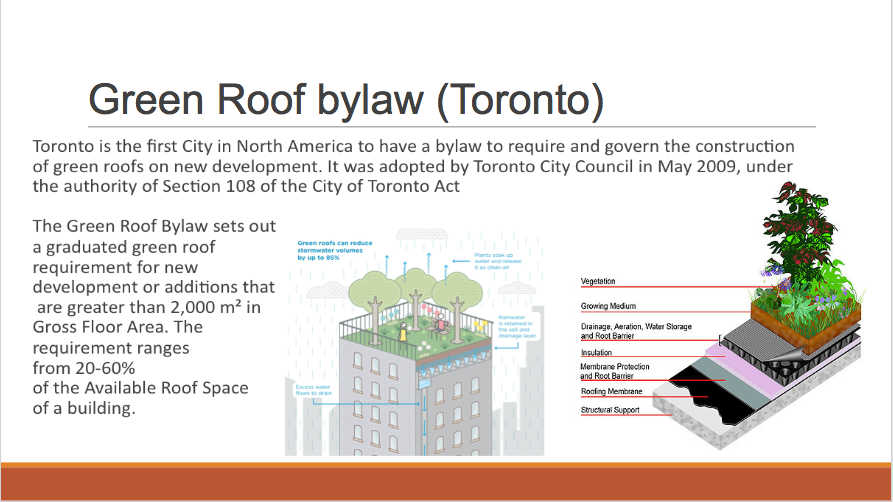 Green Roof bylaw (Toronto)
Toronto is the first City in North America to have a bylaw to require and govern the construction
of green roofs on new development. It was adopted by Toronto City Council in May 2009, under
the authority of Section 108 of the City of Toronto Act
The Green Roof Bylaw sets out
a graduated green roof
requirement for new
development or additions that
are greater than 2,000 m² in
Gross Floor Area. The
requirement ranges
from 20-60%
of the Available Roof Space
of a building.
Green roofs can reduce
stormwater volumes
by up to 85%
Plants soak up
water and release
it as clean air
Rainwater
is retained in
the soil and
drainage layer
Excess water
flows to drain
Vegetation
Growing Medium
Drainage, Aeration, Water Storage
and Root Barrier
Insulation
Membrane Protection
and Root Barrier
Roofing Membrane
Structural Support